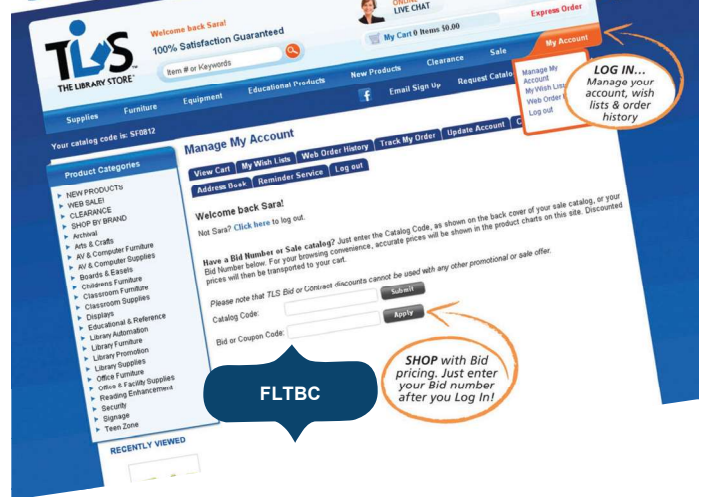 ONLINE
LIVE CHAT
Welcome back Sara!
100% Satisfaction Guaranteed
My Cart 0 Items $0.00
Express Order
TLS
THE LIBRARY STORE
Item # or Keywords
My Account
Supplies
Furniture
Equipment
Educational Products
New Products
Clearance
Sale
Email Sign Up
Request Catalog
Manage My
Account
My Wish Lists
Web Order
Log out
LOG IN...
Manage your
account, wish
lists & order
history
Your catalog code is: SF0812
Manage My Account
View Cart
My Wish Lists
Web Order History
Track My Order
Update Account
Address Book
Reminder Service
Log out
Product Categories
NEW PRODUCTS
WEB SALE!
CLEARANCE
SHOP BY BRAND
Archival
Arts & Crafts
AV & Computer Furniture
AV & Computer Supplies
Boards & Easels
Childrens Furniture
Classroom Furniture
Classroom Supplies
Displays
Educational & Reference
Library Automation
Library Furniture
Library Promotion
Library Supplies
Office Furniture
Office & Facility Supplies
Reading Enhancement
Security
Signage
Teen Zone
RECENTLY VIEWED
Welcome back Sara!
Not Sara? Click here to log out.
Have a Bid Number or Sale catalog? Just enter the Catalog Code, as shown on the back cover of your sale catalog, or your
Bid Number below. For your browsing convenience, accurate prices will be shown in the product charts on this site. Discounted
prices will then be transported to your cart.
Please note that TLS Bid or Contract discounts cannot be used with any other promotional or sale offer.
Catalog Code:
Submit
Bid or Coupon Code:
Apply
FLTBC
SHOP with Bid
pricing. Just enter
your Bid number
after you Log In!